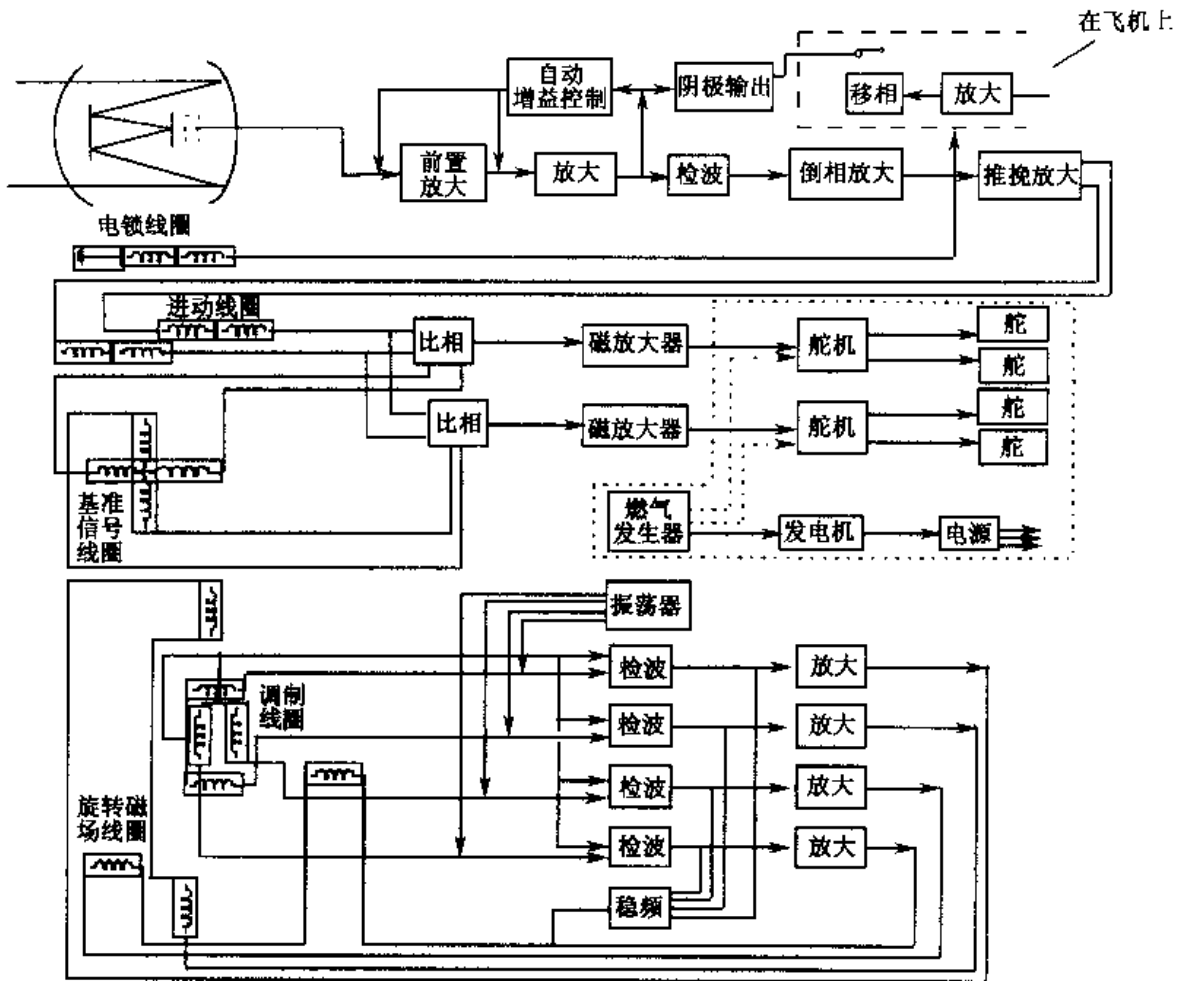 在飞机上
自动
增益控制
阴极输出
移相
放大
前置
放大
放大
检波
倒相放大
推挽放大
电锁线圈
进动线圈
比相
磁放大器
舵机
舵
舵
比相
磁放大器
舵机
舵
舵
基准
信号
线圈
燃气
发生器
发电机
电源
振荡器
检波
放大
调制
线圈
检波
放大
检波
放大
旋转磁
场线圈
检波
放大
稳频